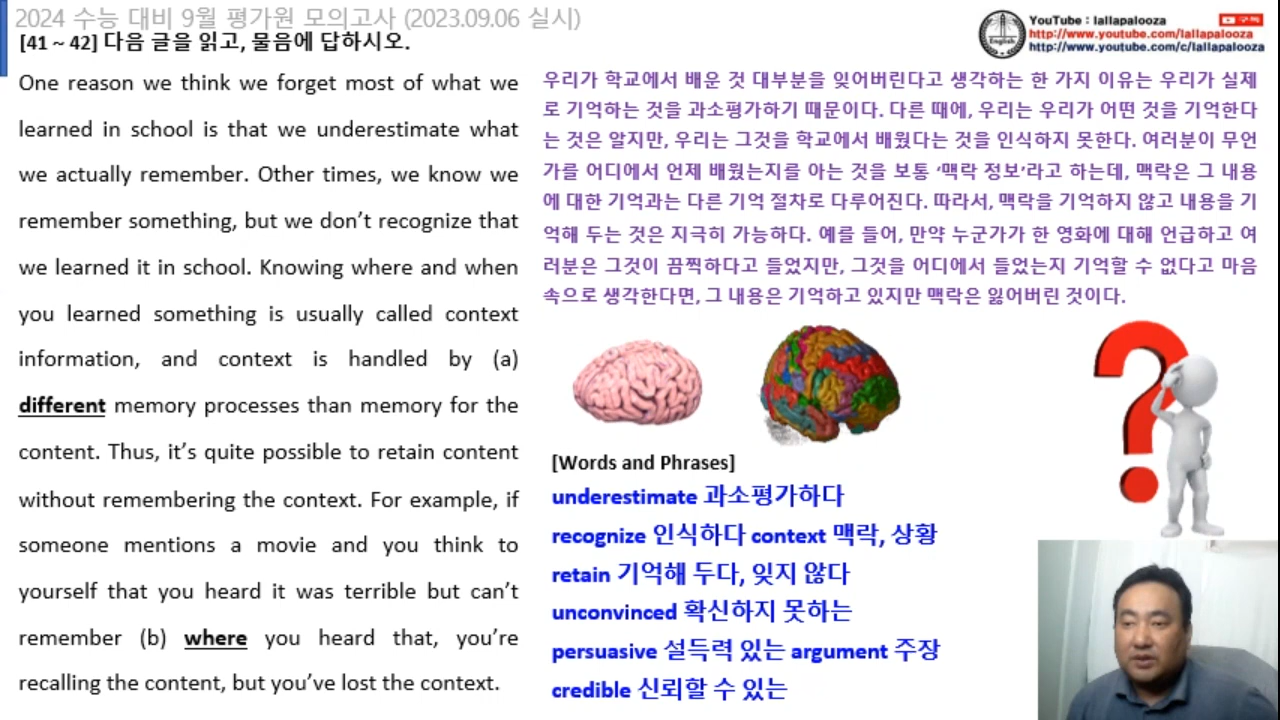 2024 수능 대비 9월 평가원 모의고사 (2023.09.06 실시)
[41 ~ 42] 다음 글을 읽고, 물음에 답하시오.
YouTube : lallapalooza
구독
http://www.youtube.com/lallapalooza
http://www.youtube.com/c/lallapalooza
English
One reason we think we forget most of what we
learned in school is that we underestimate what
we actually remember. Other times, we know we
remember something, but we don’t recognize that
we learned it in school. Knowing where and when
you learned something is usually called context
information, and context is handled by (a)
different memory processes than memory for the
content. Thus, it’s quite possible to retain content
without remembering the context. For example, if
someone mentions a movie and you think to
yourself that you heard it was terrible but can’t
remember (b) where you heard that, you’re
recalling the content, but you’ve lost the context.
우리가 학교에서 배운 것 대부분을 잊어버린다고 생각하는 한 가지 이유는 우리가 실제
로 기억하는 것을 과소평가하기 때문이다. 다른 때에, 우리는 우리가 어떤 것을 기억한다
는 것은 알지만, 우리는 그것을 학교에서 배웠다는 것을 인식하지 못한다. 여러분이 무언
가를 어디에서 언제 배웠는지를 아는 것을 보통 ‘맥락 정보’라고 하는데, 맥락은 그 내용
에 대한 기억과는 다른 기억 절차로 다루어진다. 따라서, 맥락을 기억하지 않고 내용을 기
억해 두는 것은 지극히 가능하다. 예를 들어, 만약 누군가가 한 영화에 대해 언급하고 여
러분은 그것이 끔찍하다고 들었지만, 그것을 어디에서 들었는지 기억할 수 없다고 마음
속으로 생각한다면, 그 내용은 기억하고 있지만 맥락은 잃어버린 것이다.
[Words and Phrases]
underestimate 과소평가하다
recognize 인식하다 context 맥락, 상황
retain 기억해 두다, 잊지 않다
unconvinced 확신하지 못하는
persuasive 설득력 있는 argument 주장
credible 신뢰할 수 있는